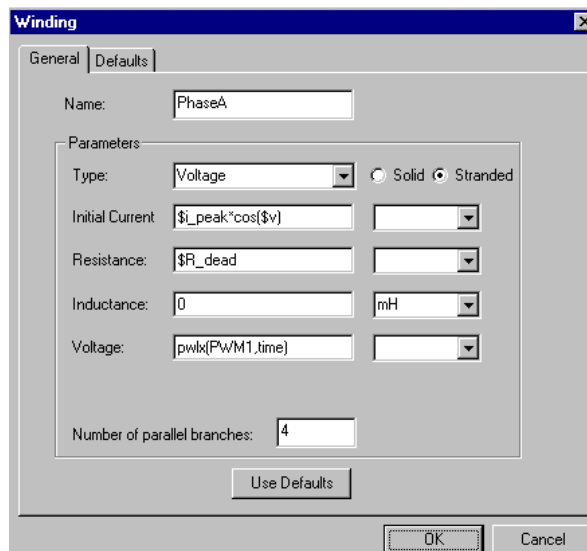 Winding
General Defaults
Name: PhaseA
Parameters
Type: Voltage Solid Stranded
Initial Current $i_peak*cos($v)
Resistance: $R_dead
Inductance: 0 mH
Voltage: pwlx(PWM1,time)
Number of parallel branches: 4
Use Defaults
OK Cancel